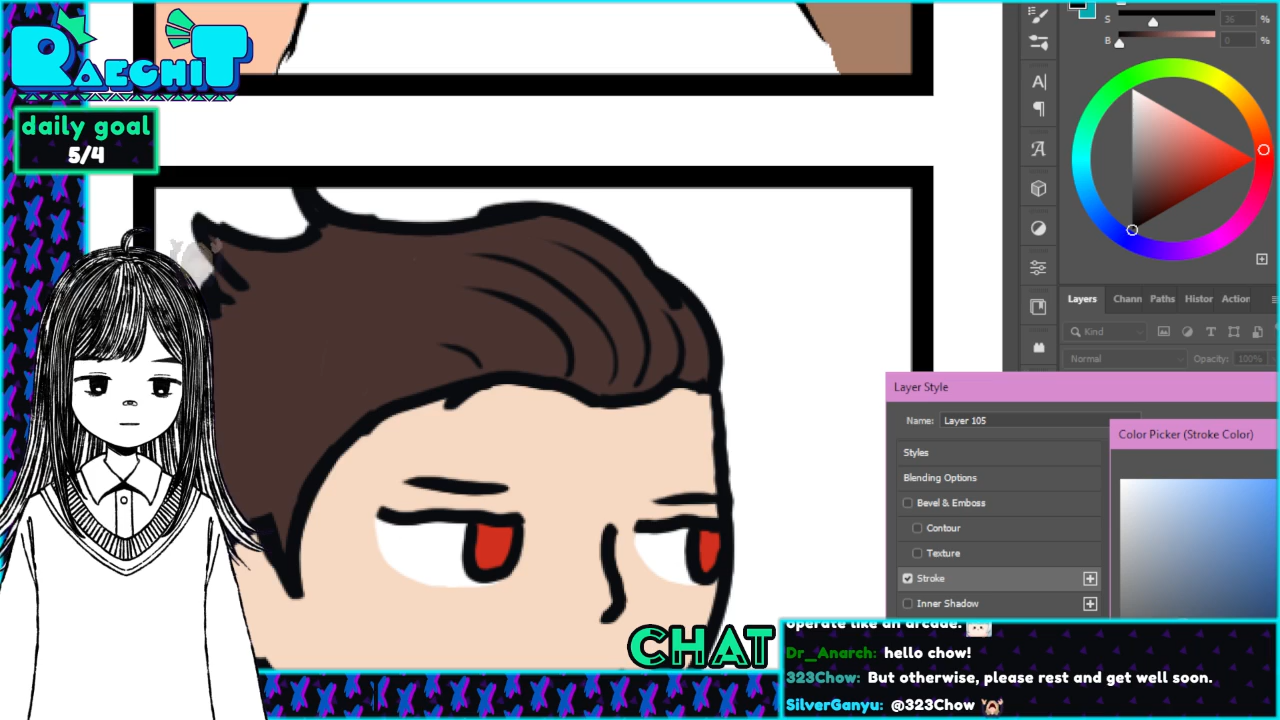 RAECHIT
daily goal
5/4
S
36
%
B
0
%
Layers
Chann
Paths
Histor
Action
Kind
Normal
Opacity:
100%
Layer Style
Name:
Layer 105
Color Picker (Stroke Color)
Styles
Blending Options
Bevel & Emboss
Contour
Texture
Stroke
Inner Shadow
CHAT
operate like an arcade.
Dr_Anarch: hello chow!
323Chow: But otherwise, please rest and get well soon.
SilverGanyu: @323Chow